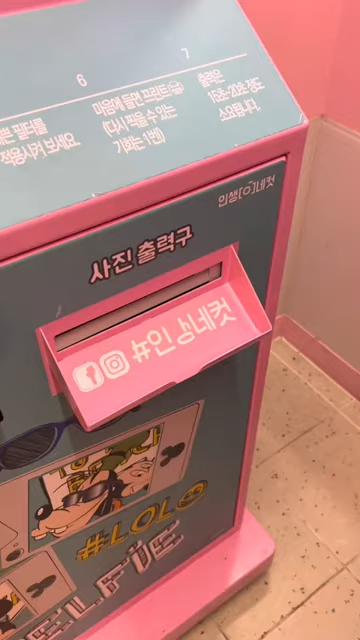 6
7
쁜 필터를
적용시켜 보세요
마음에 들면 프린트
(다시 찍을 수 있는
기회는 1번)
출력은
15초~20초 정도
소요됩니다.
인생네컷
사진 출력구
#인생네컷
#LOL
SELFIE